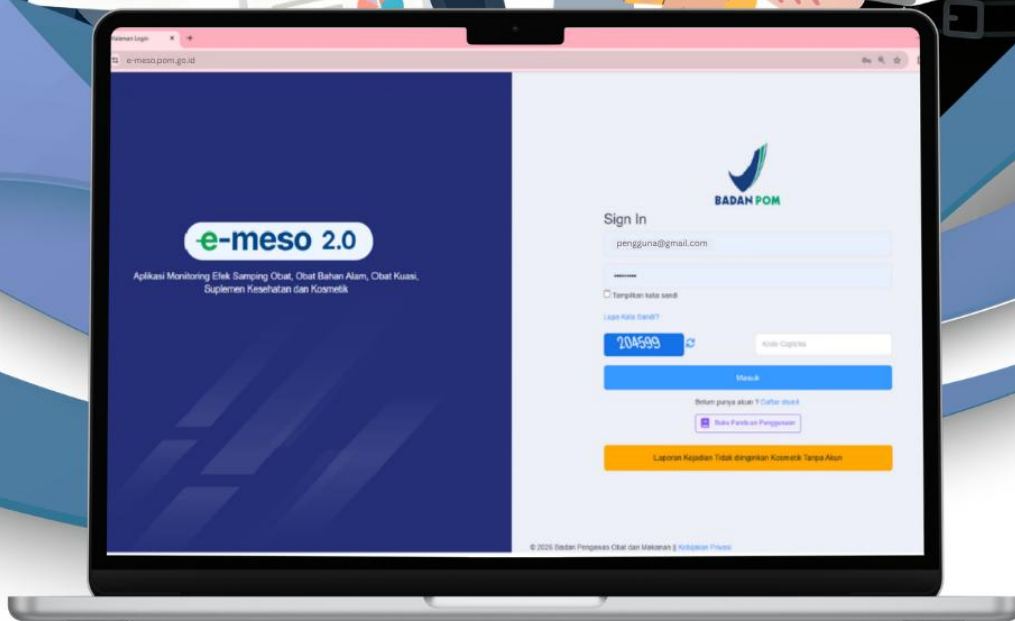 Halaman Login
e-meso.pom.go.id
e-meso 2.0
Aplikasi Monitoring Efek Samping Obat, Obat Bahan Alam, Obat Kuasi,
Suplemen Kesehatan dan Kosmetik
BADAN POM
Sign In
pengguna@gmail.com
Tampilkan kata sandi
Lupa Kata Sandi?
204599
Kode Captcha
Masuk
Belum punya akun ? Daftar disini!
Buku Panduan Penggunaan
Laporan Kejadian Tidak diinginkan Kosmetik Tanpa Akun
© 2025 Badan Pengawas Obat dan Makanan || Kebijakan Privasi